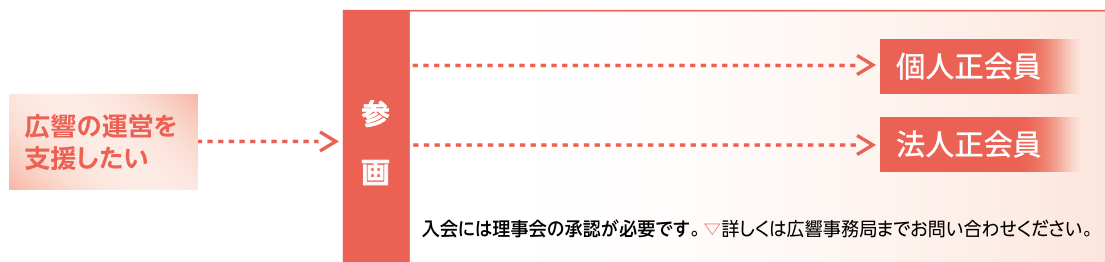 広響の運営を
支援したい
参画
個人正会員
法人正会員
入会には理事会の承認が必要です。▽詳しくは広響事務局までお問い合わせください。